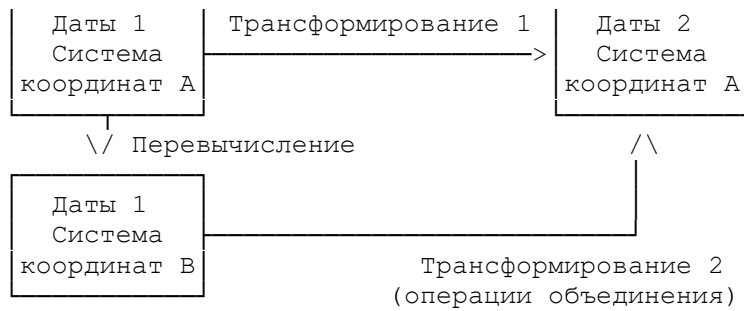 Даты 1 Трансформирование 1 Даты 2
Система > Система
координат А координат А
\/ Перевычисление /\
Даты 1
Система
координат В Трансформирование 2
(операции объединения)